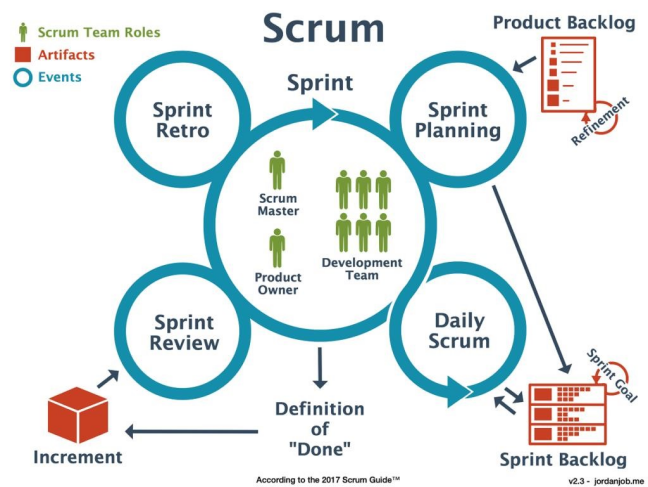 Scrum
Scrum Team Roles
Artifacts
Events
Product Backlog
Refinement
Sprint
Sprint
Retro
Sprint
Planning
Scrum
Master
Product
Owner
Development
Team
Sprint
Review
Daily
Scrum
Sprint Goal
Definition
of
"Done"
Increment
Sprint Backlog
According to the 2017 Scrum Guide™
v2.3 - jordanjob.me